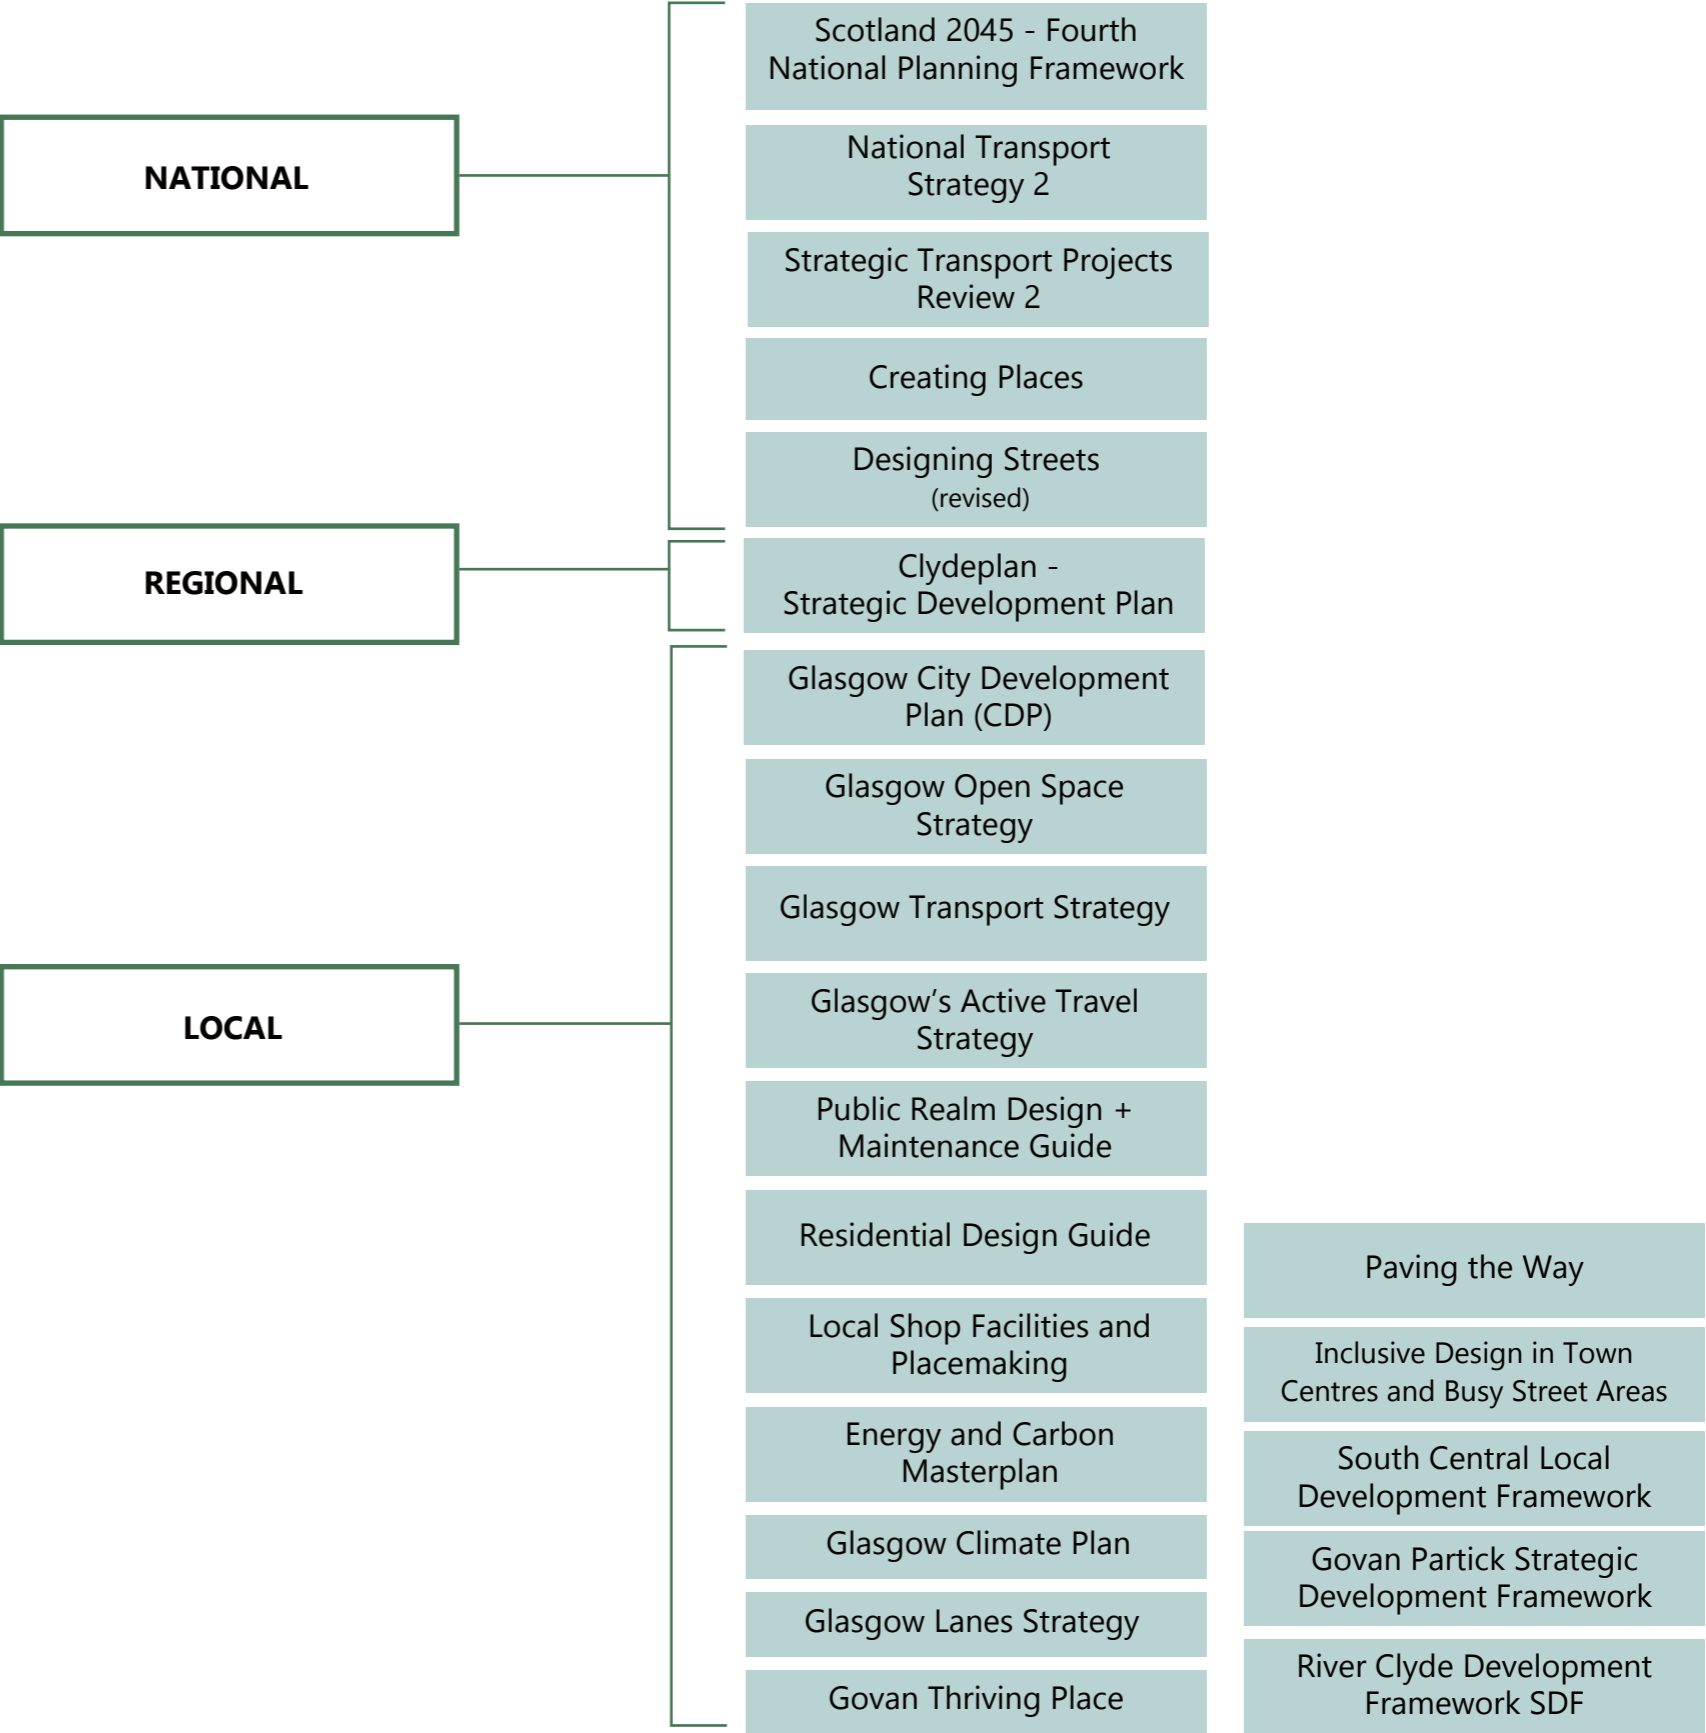 NATIONAL
Scotland 2045 - Fourth
National Planning Framework
National Transport
Strategy 2
Strategic Transport Projects
Review 2
Creating Places
Designing Streets
(revised)
REGIONAL
Clydeplan -
Strategic Development Plan
LOCAL
Glasgow City Development
Plan (CDP)
Glasgow Open Space
Strategy
Glasgow Transport Strategy
Glasgow’s Active Travel
Strategy
Public Realm Design +
Maintenance Guide
Residential Design Guide
Local Shop Facilities and
Placemaking
Energy and Carbon
Masterplan
Glasgow Climate Plan
Glasgow Lanes Strategy
Govan Thriving Place
Paving the Way
Inclusive Design in Town
Centres and Busy Street Areas
South Central Local
Development Framework
Govan Partick Strategic
Development Framework
River Clyde Development
Framework SDF